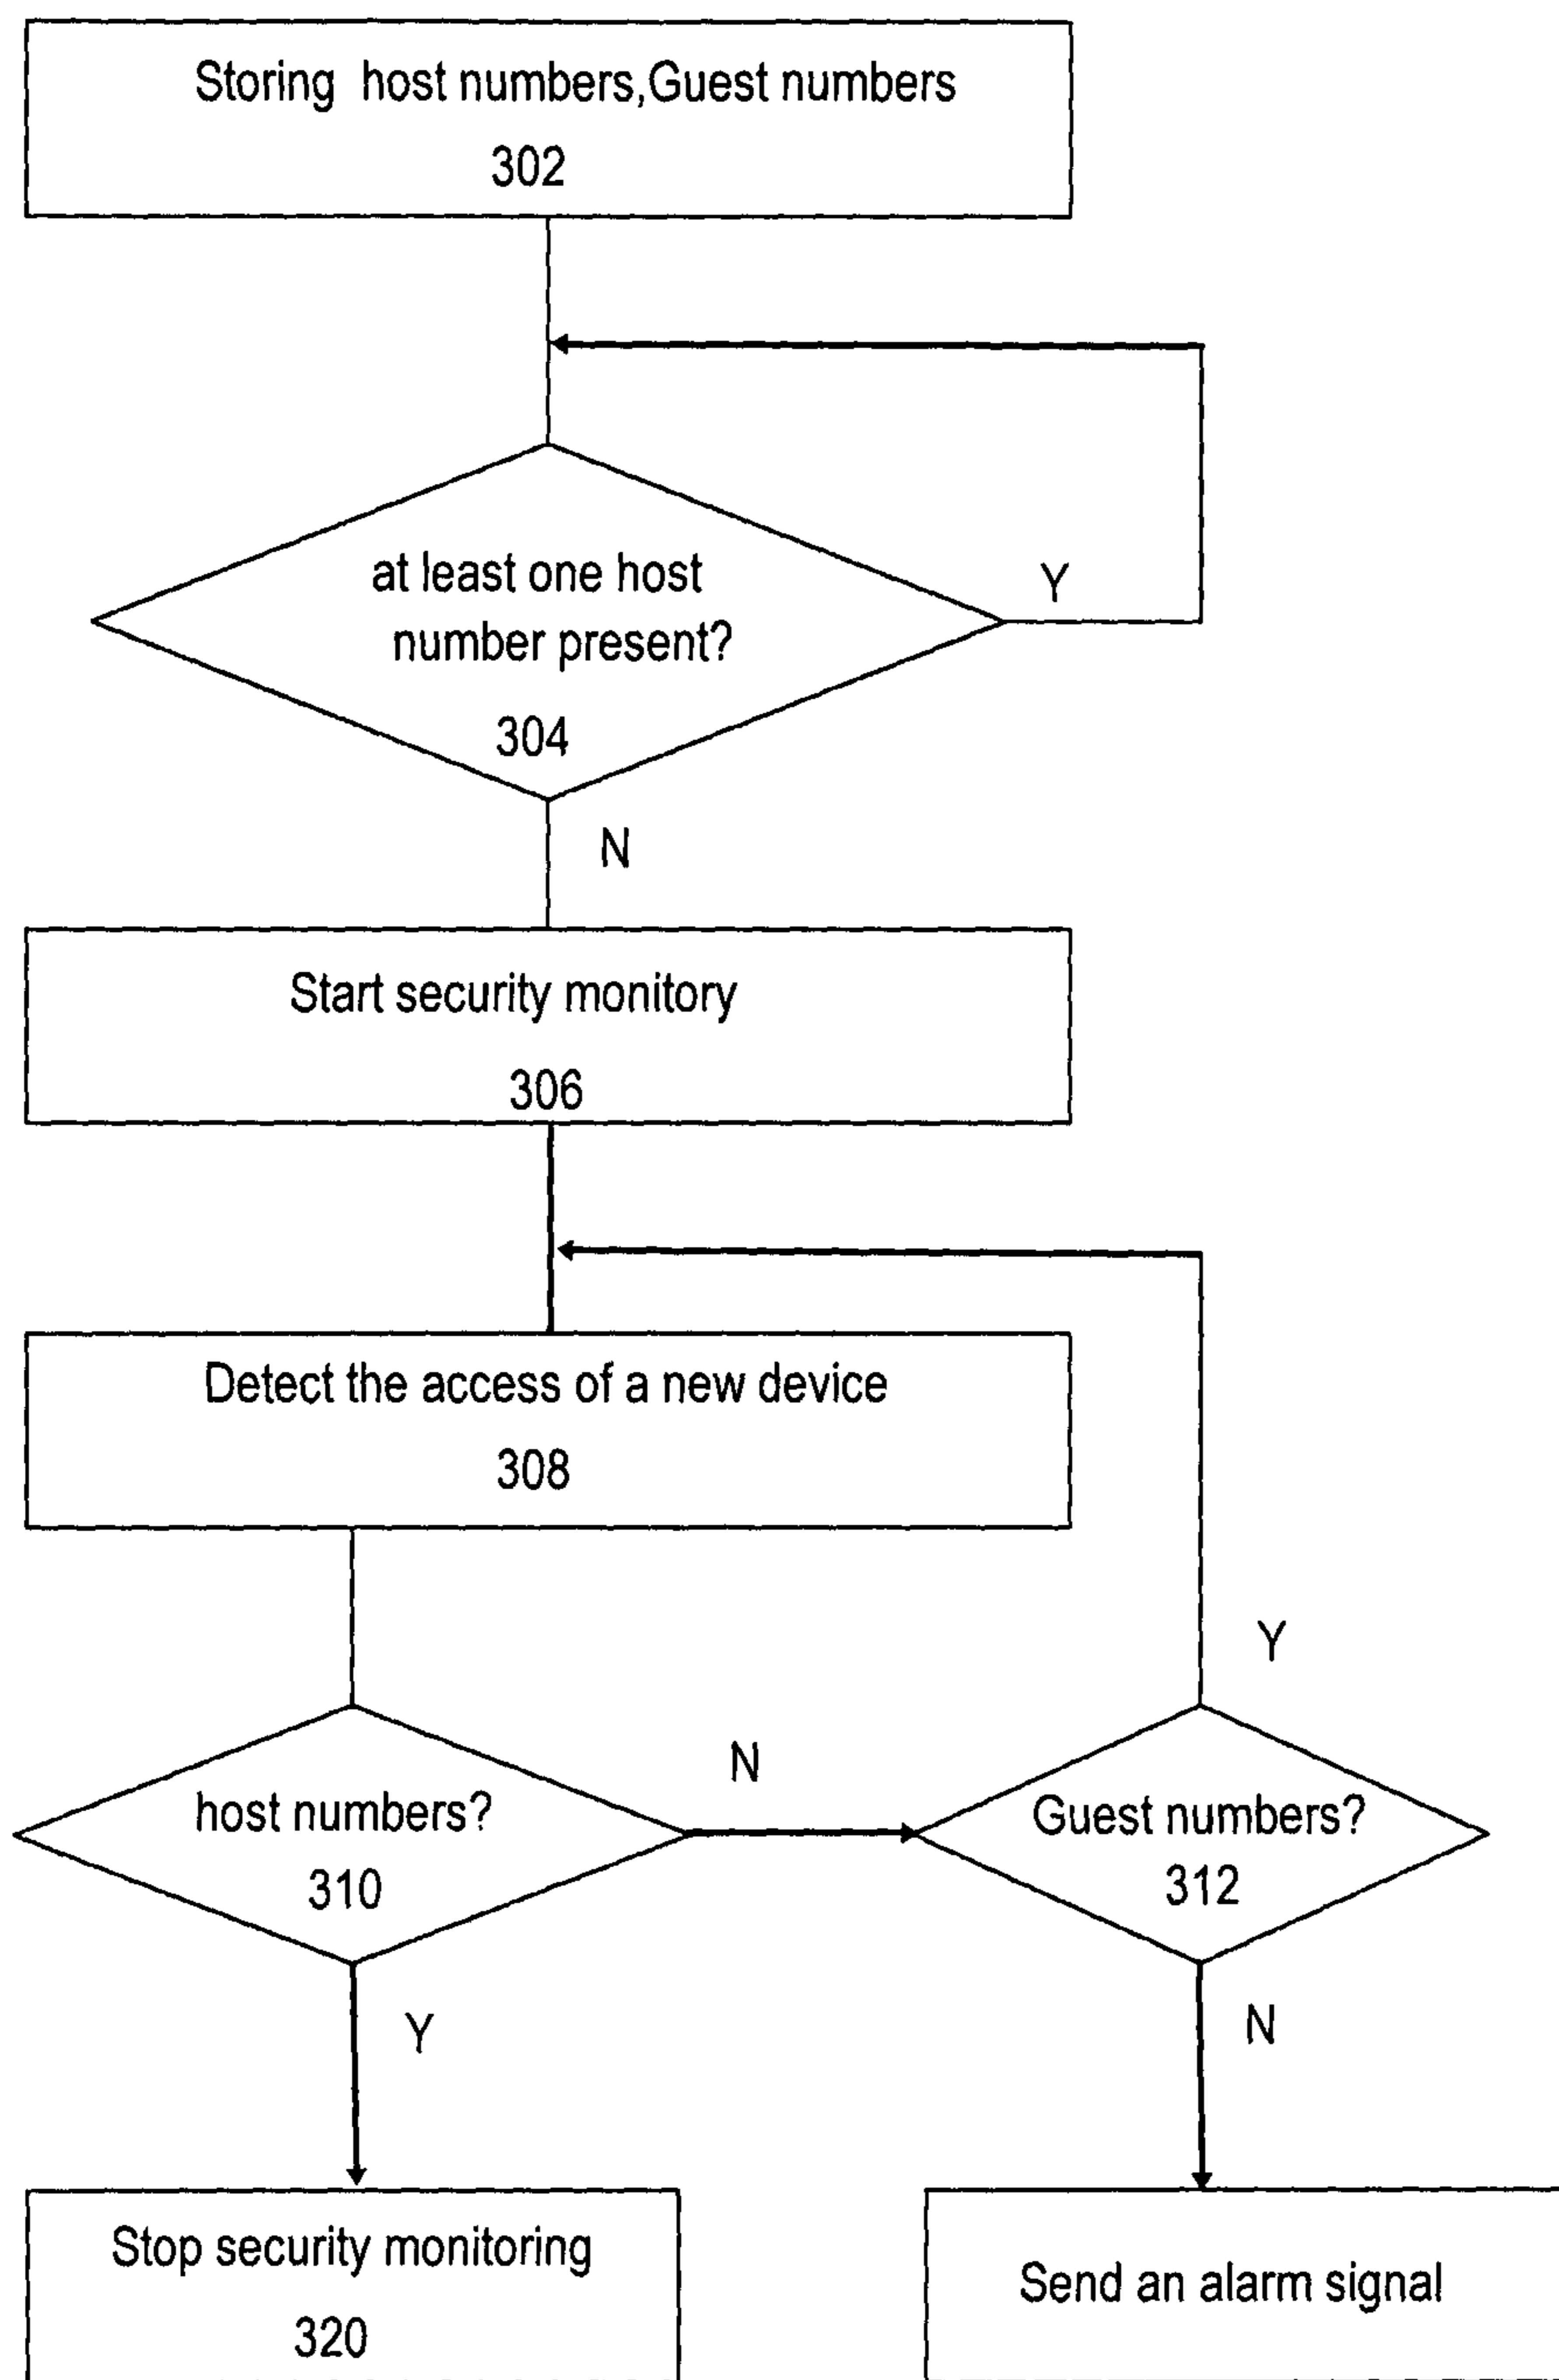 Storing host numbers,Guest numbers
302
at least one host
number present?
304
Y
N
Start security monitory
306
Detect the access of a new device
308
Y
host numbers?
310
N
Guest numbers?
312
Y
N
Stop security monitoring
320
Send an alarm signal